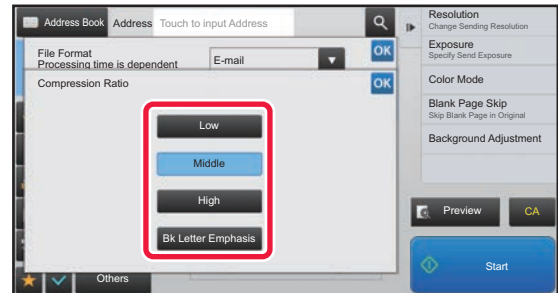 Address Book
Address
Touch to input Address
File Format
Processing time is dependent
E-mail
OK
Compression Ratio
OK
Low
Middle
High
Bk Letter Emphasis
Others
Resolution
Change Sending Resolution
Exposure
Specify Send Exposure
Color Mode
Blank Page Skip
Skip Blank Page in Original
Background Adjustment
Preview
CA
Start